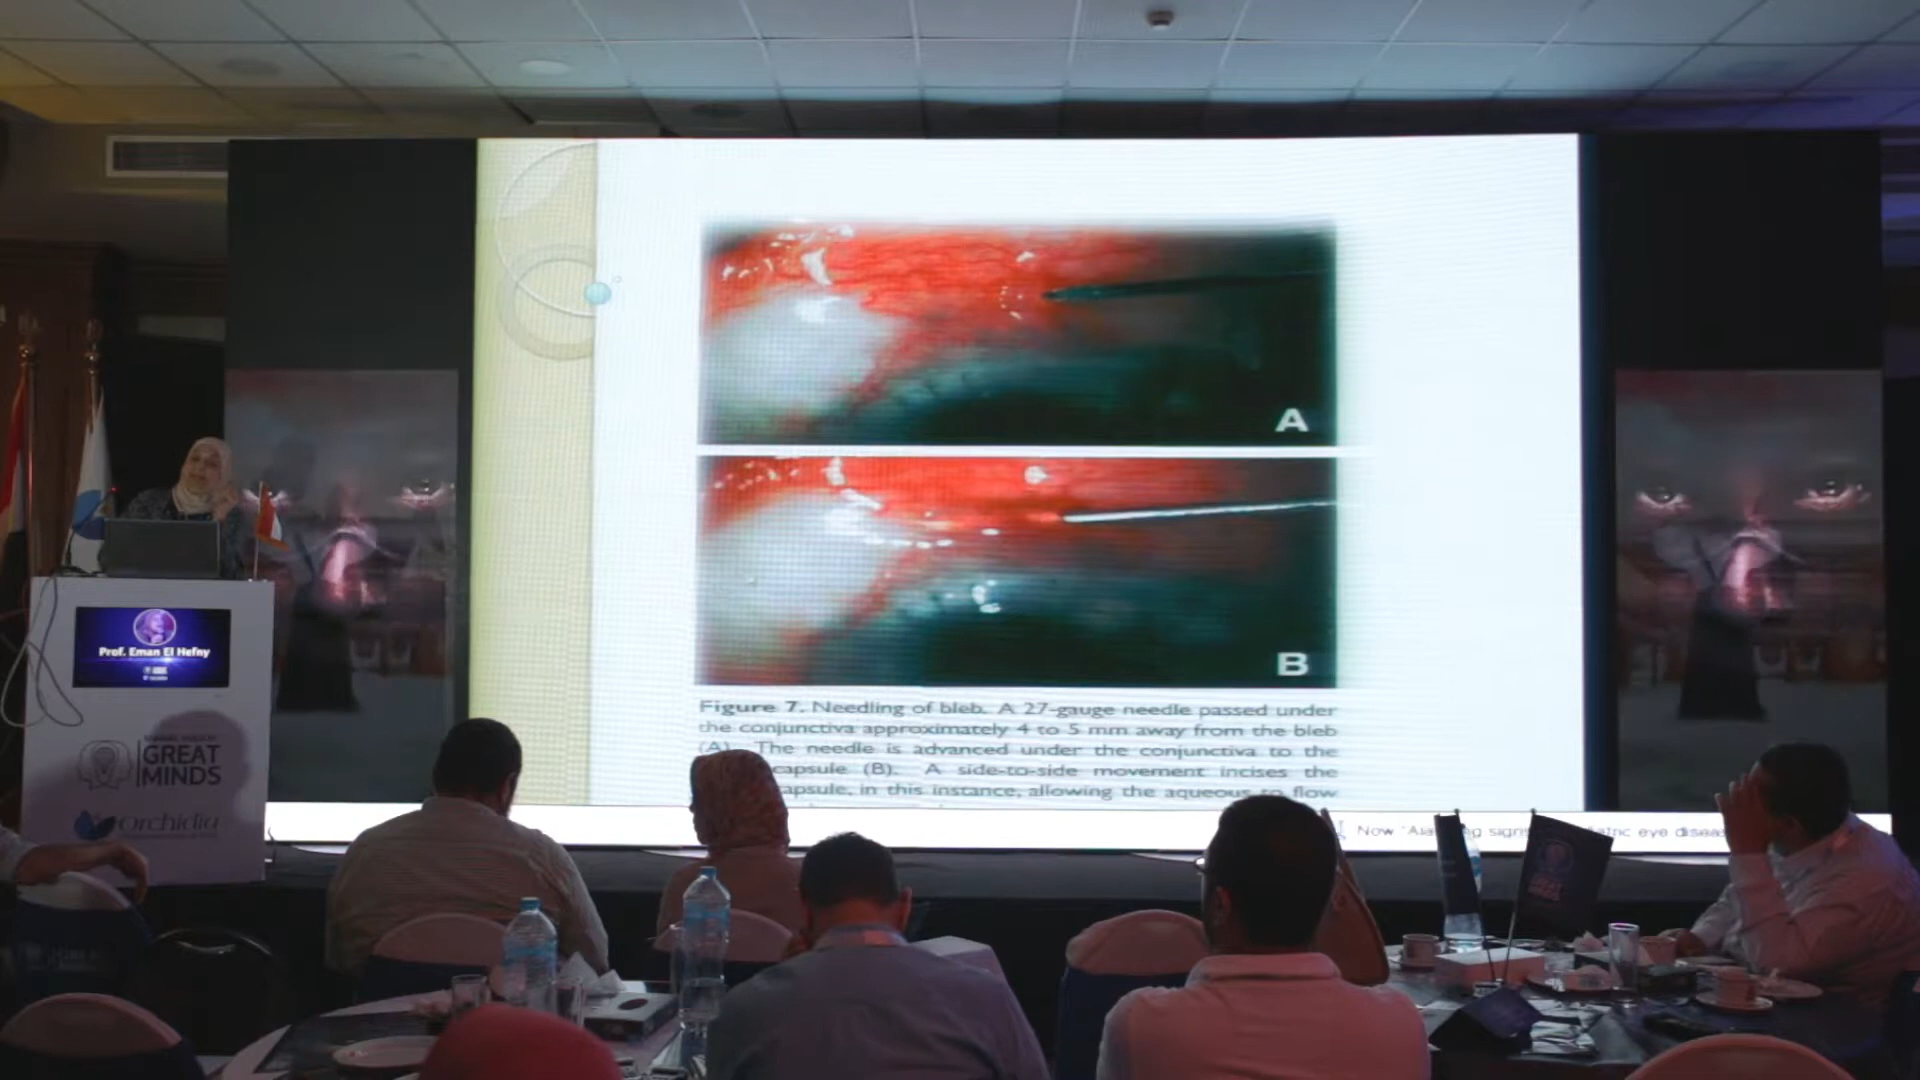 A
B
Figure 7. Needling of bleb. A 27-gauge needle passed under
the conjunctiva approximately 4 to 5 mm away from the bleb
(A). The needle is advanced under the conjunctiva to the
capsule (B). A side-to-side movement incises the
capsule, in this instance, allowing the aqueous to flow
Prof. Eman El Hefny
GREAT
MINDS
orchidia
Now
eye